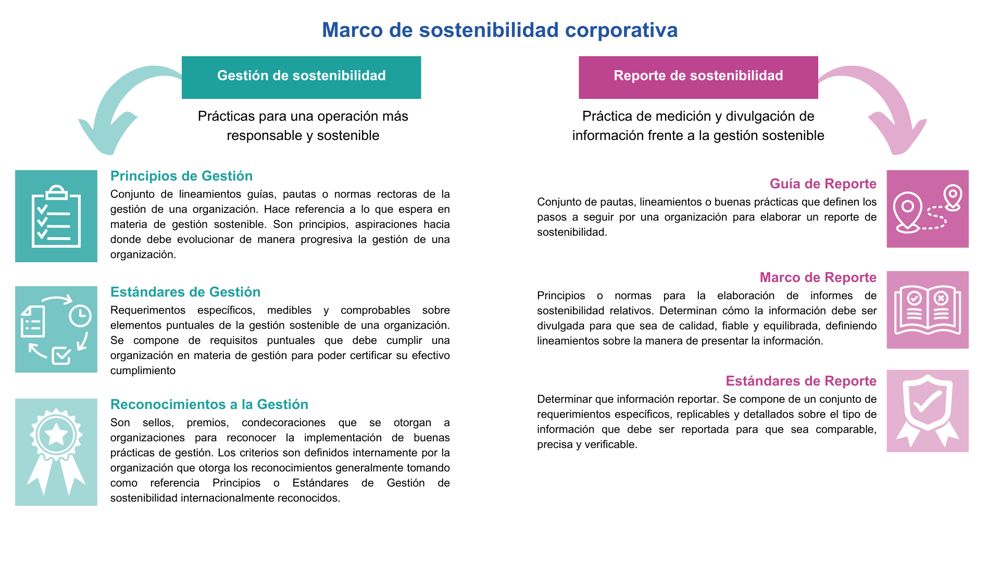 Marco de sostenibilidad corporativa
Gestión de sostenibilidad
Prácticas para una operación más
responsable y sostenible
Principios de Gestión
Conjunto de lineamientos guías, pautas o normas rectoras de la
gestión de una organización. Hace referencia a lo que espera en
materia de gestión sostenible. Son principios, aspiraciones hacia
donde debe evolucionar de manera progresiva la gestión de una
organización.
Estándares de Gestión
Requerimentos específicos, medibles y comprobables sobre
elementos puntuales de la gestión sostenible de una organización.
Se compone de requisitos puntuales que debe cumplir una
organización en materia de gestión para poder certificar su efectivo
cumplimiento
Reconocimientos a la Gestión
Son sellos, premios, condecoraciones que se otorgan a
organizaciones para reconocer la implementación de buenas
prácticas de gestión. Los criterios son definidos internamente por la
organización que otorga los reconocimientos generalmente tomando
como referencia Principios o Estándares de Gestión de
sostenibilidad internacionalmente reconocidos.
Reporte de sostenibilidad
Práctica de medición y divulgación de
información frente a la gestión sostenible
Guía de Reporte
Conjunto de pautas, lineamientos o buenas prácticas que definen los
pasos a seguir por una organización para elaborar un reporte de
sostenibilidad.
Marco de Reporte
Principios o normas para la elaboración de informes de
sostenibilidad relativos. Determinan cómo la información debe ser
divulgada para que sea de calidad, fiable y equilibrada, definiendo
lineamientos sobre la manera de presentar la información.
Estándares de Reporte
Determinar que información reportar. Se compone de un conjunto de
requerimientos específicos, replicables y detallados sobre el tipo de
información que debe ser reportada para que sea comparable,
precisa y verificable.